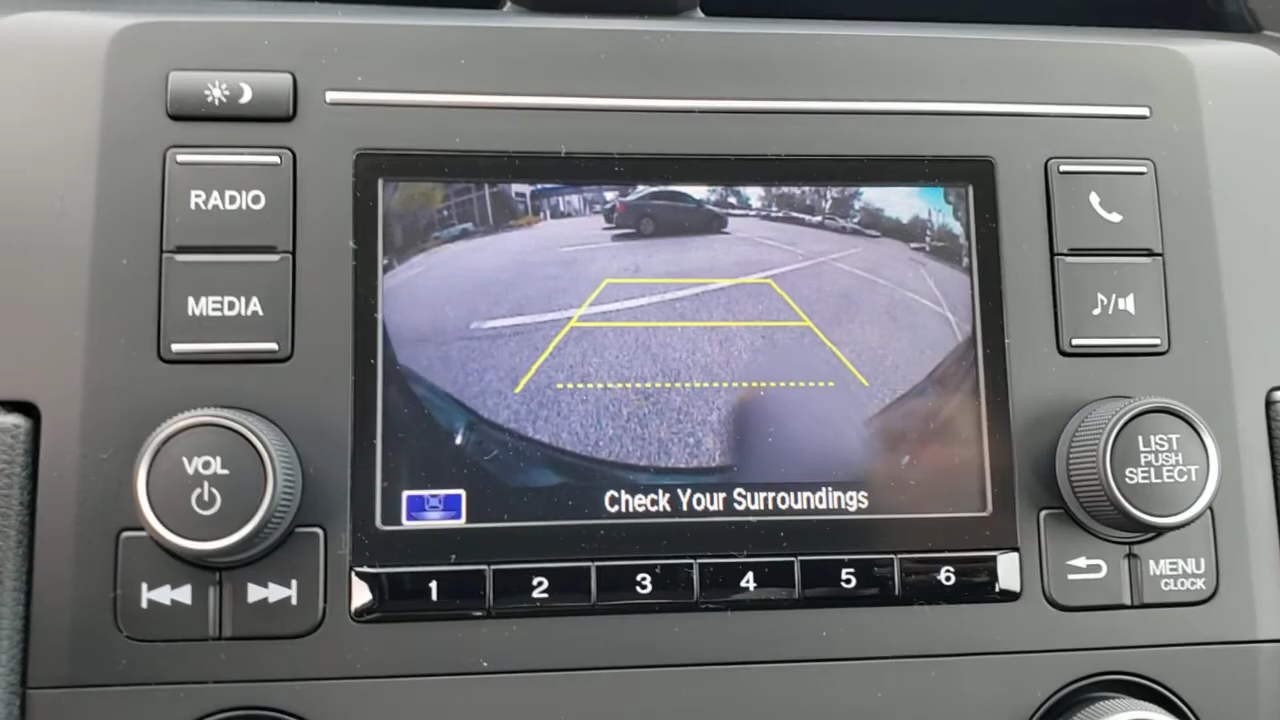 RADIO
MEDIA
VOL
LIST
PUSH
SELECT
Check Your Surroundings
1 2 3 4 5 6
MENU
CLOCK